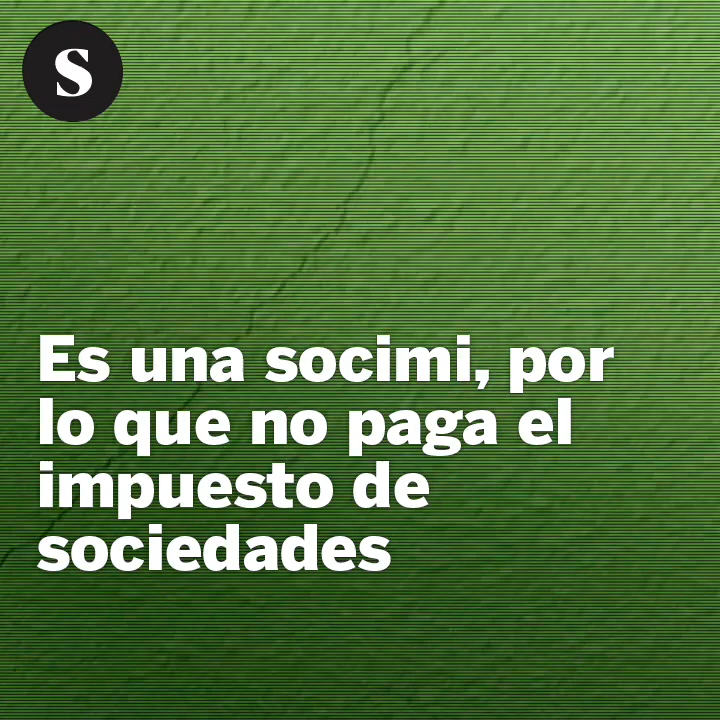 S
Es una socimi, por
lo que no paga el
impuesto de
sociedades